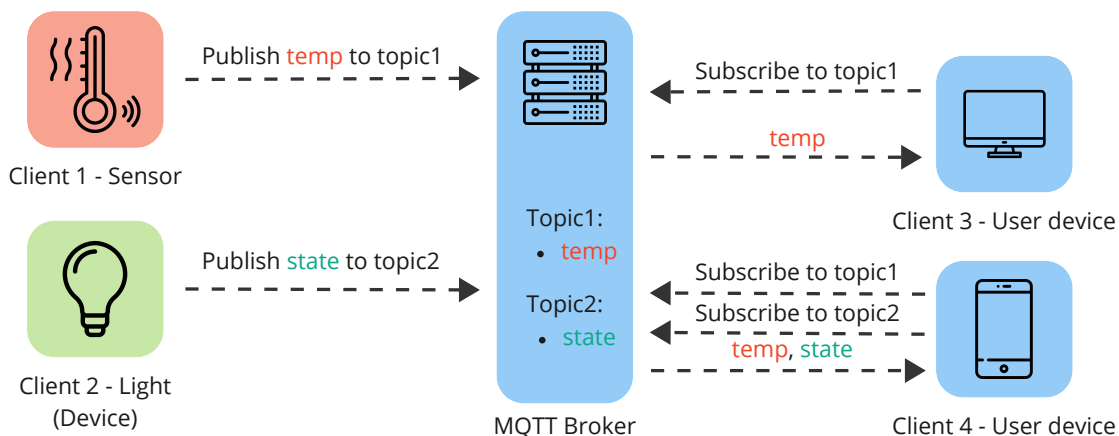 Publish temp to topic1
Client 1 - Sensor
Publish state to topic2
Client 2 - Light
(Device)
Topic1:
• temp
Topic2:
• state
MQTT Broker
Subscribe to topic1
temp
Client 3 - User device
Subscribe to topic1
Subscribe to topic2
temp, state
Client 4 - User device